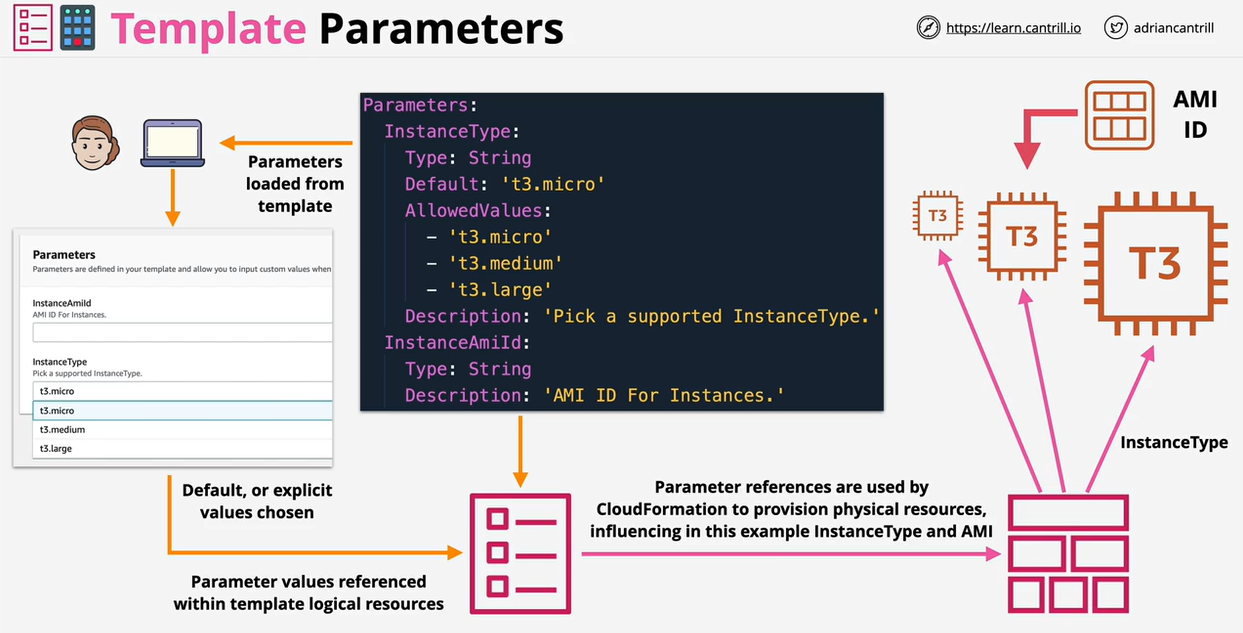 Template Parameters
https://learn.cantrill.io
adriancantrill
Parameters:
InstanceType:
Type: String
Default: 't3.micro'
AllowedValues:
- 't3.micro'
- 't3.medium'
- 't3.large'
Description: 'Pick a supported InstanceType.'
InstanceAmiId:
Type: String
Description: 'AMI ID For Instances.'
Parameters
loaded from
template
Parameters
Parameters are defined in your template and allow you to input custom values when
InstanceAmiId
AMI ID For Instances.
InstanceType
Pick a supported InstanceType.
t3.micro
t3.micro
t3.medium
t3.large
Default, or explicit
values chosen
Parameter values referenced
within template logical resources
Parameter references are used by
CloudFormation to provision physical resources,
influencing in this example InstanceType and AMI
AMI
ID
T3
T3
T3
InstanceType